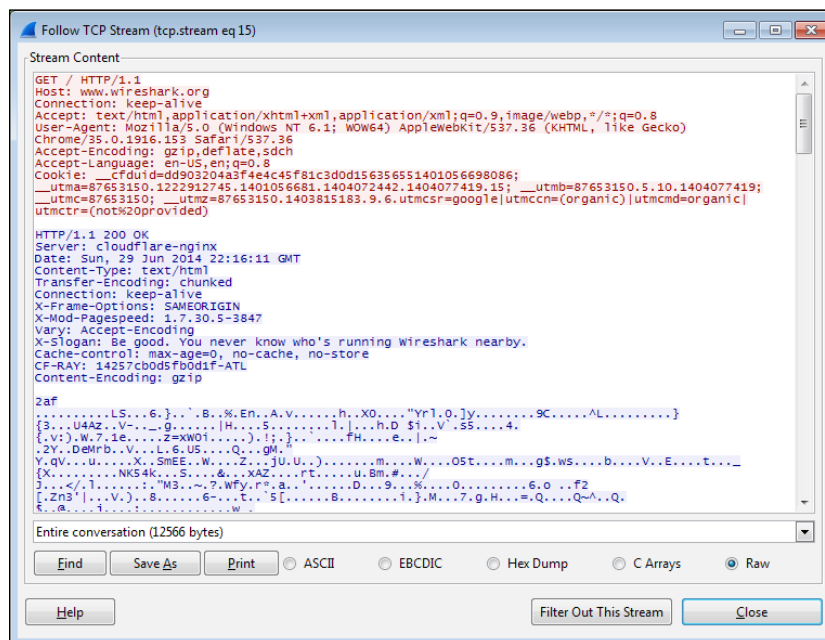 Follow TCP Stream (tcp.stream eq 15)
Stream Content
GET / HTTP/1.1
Host: www.wireshark.org
Connection: keep-alive
Accept: text/html,application/xhtml+xml,application/xml;q=0.9,image/webp,*/*;q=0.8
User-Agent: Mozilla/5.0 (Windows NT 6.1; WOW64) AppleWebKit/537.36 (KHTML, like Gecko)
Chrome/35.0.1916.153 Safari/537.36
Accept-Encoding: gzip,deflate,sdch
Accept-Language: en-US,en;q=0.8
Cookie: __cfduid=dd903204a3f4e4c45f81c3d0d156356551401056698086;
__utma=87653150.1222912745.1401056681.1404072442.1404077419.15; __utmb=87653150.5.10.1404077419;
__utmc=87653150; __utmz=87653150.1403815183.9.6.utmcsr=google|utmccn=(organic)|utmcmd=organic|
utmctr=(not%20provided)
HTTP/1.1 200 OK
Server: cloudflare-nginx
Date: Sun, 29 Jun 2014 22:16:11 GMT
Content-Type: text/html
Transfer-Encoding: chunked
Connection: keep-alive
X-Frame-Options: SAMEORIGIN
X-Mod-Pagespeed: 1.7.30.5-3847
Vary: Accept-Encoding
X-Slogan: Be good. You never know who's running Wireshark nearby.
Cache-control: max-age=0, no-cache, no-store
CF-RAY: 14257cb0d5fb0d1f-ATL
Content-Encoding: gzip
2af
Entire conversation (12566 bytes)
Find Save As Print ASCII EBCDIC Hex Dump C Arrays Raw
Help Filter Out This Stream Close